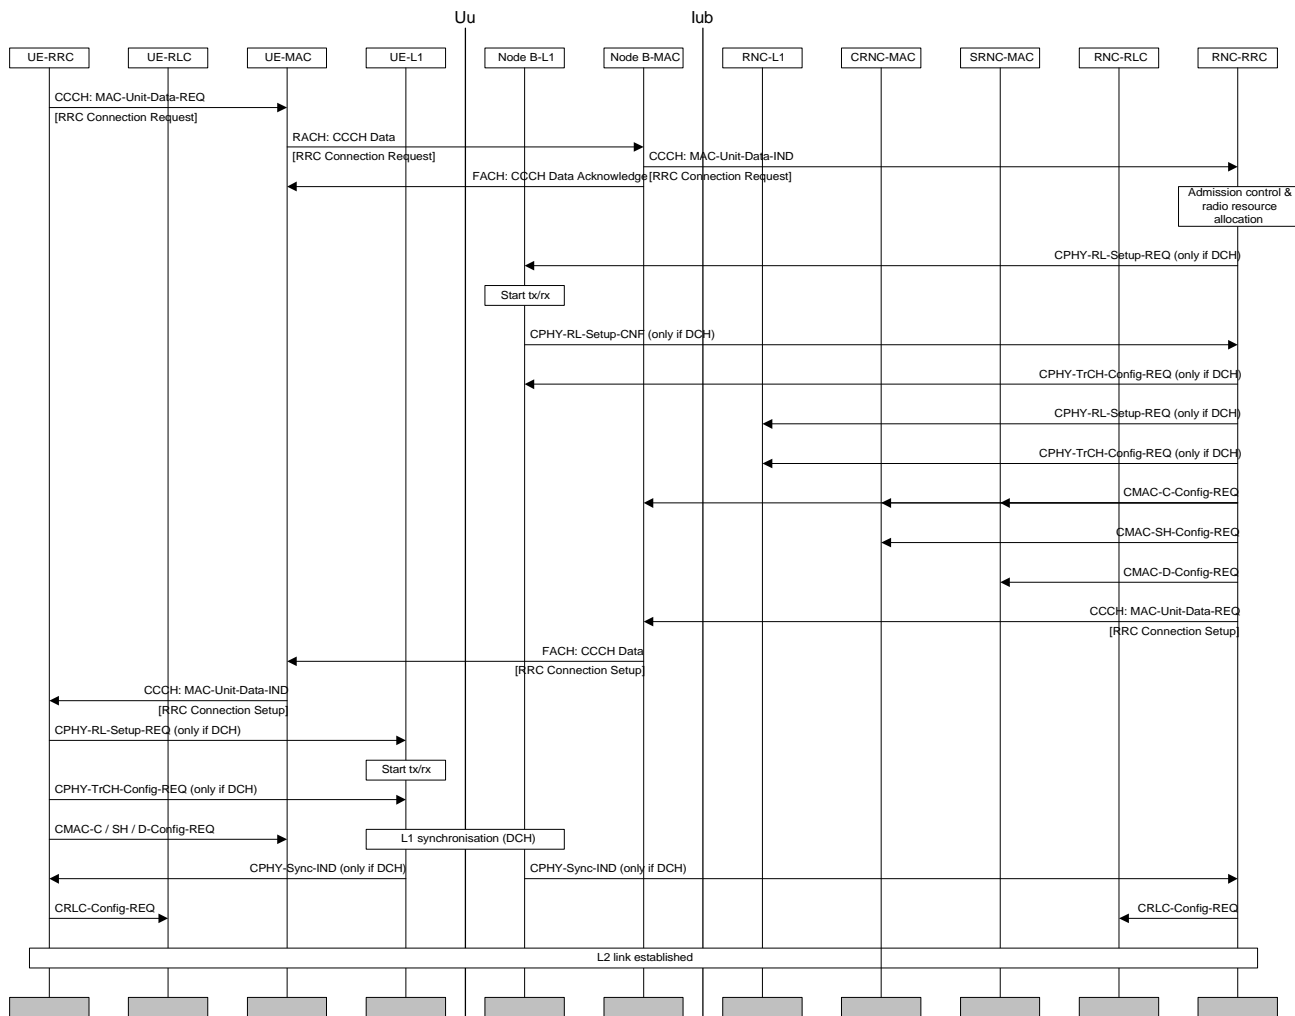 Uu
Iub
UE-RRC
UE-RLC
UE-MAC
UE-L1
Node B-L1
Node B-MAC
RNC-L1
CRNC-MAC
SRNC-MAC
RNC-RLC
RNC-RRC
CCCH: MAC-Unit-Data-REQ
[RRC Connection Request]
RACH: CCCH Data
[RRC Connection Request]
CCCH: MAC-Unit-Data-IND
[RRC Connection Request]
FACH: CCCH Data Acknowledge
Admission control &
radio resource
allocation
CPHY-RL-Setup-REQ (only if DCH)
Start tx/rx
CPHY-RL-Setup-CNF (only if DCH)
CPHY-TrCH-Config-REQ (only if DCH)
CPHY-RL-Setup-REQ (only if DCH)
CPHY-TrCH-Config-REQ (only if DCH)
CMAC-C-Config-REQ
CMAC-SH-Config-REQ
CMAC-D-Config-REQ
CCCH: MAC-Unit-Data-REQ
[RRC Connection Setup]
FACH: CCCH Data
[RRC Connection Setup]
CCCH: MAC-Unit-Data-IND
[RRC Connection Setup]
CPHY-RL-Setup-REQ (only if DCH)
Start tx/rx
CPHY-TrCH-Config-REQ (only if DCH)
CMAC-C / SH / D-Config-REQ
L1 synchronisation (DCH)
CPHY-Sync-IND (only if DCH)
CPHY-Sync-IND (only if DCH)
CRLC-Config-REQ
CRLC-Config-REQ
L2 link established